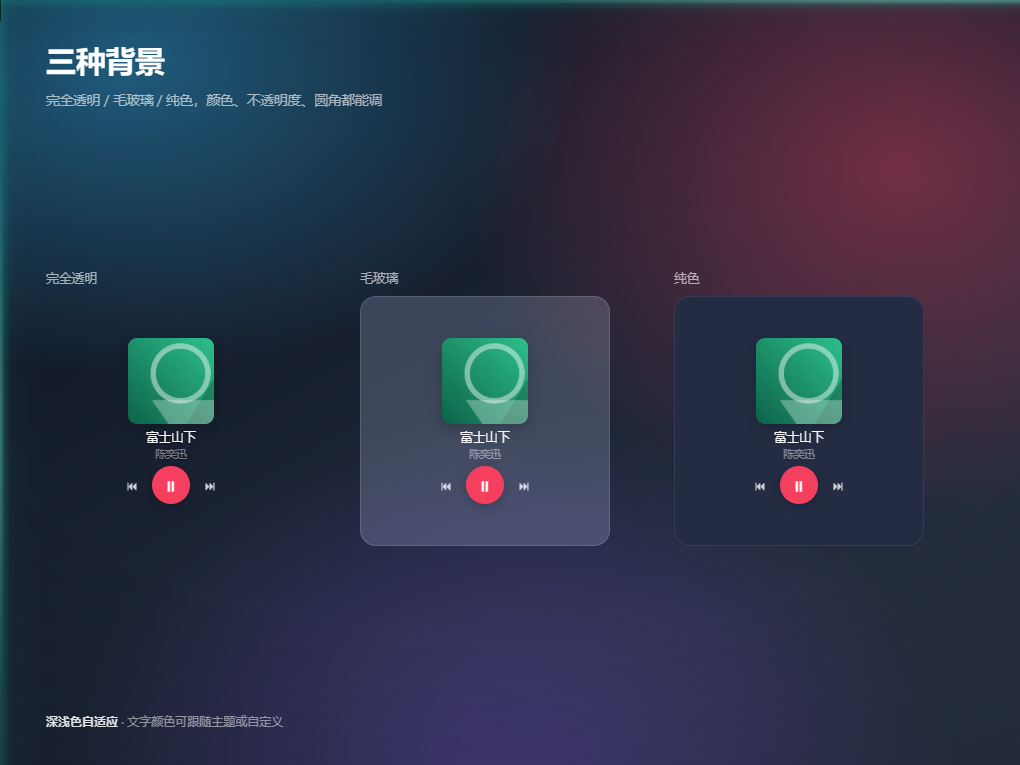 三种背景
完全透明 / 毛玻璃 / 纯色，颜色、不透明度、圆角都能调
完全透明
毛玻璃
纯色
富士山下
陈奕迅
富士山下
陈奕迅
富士山下
陈奕迅
深浅色自适应 · 文字颜色可跟随主题或自定义